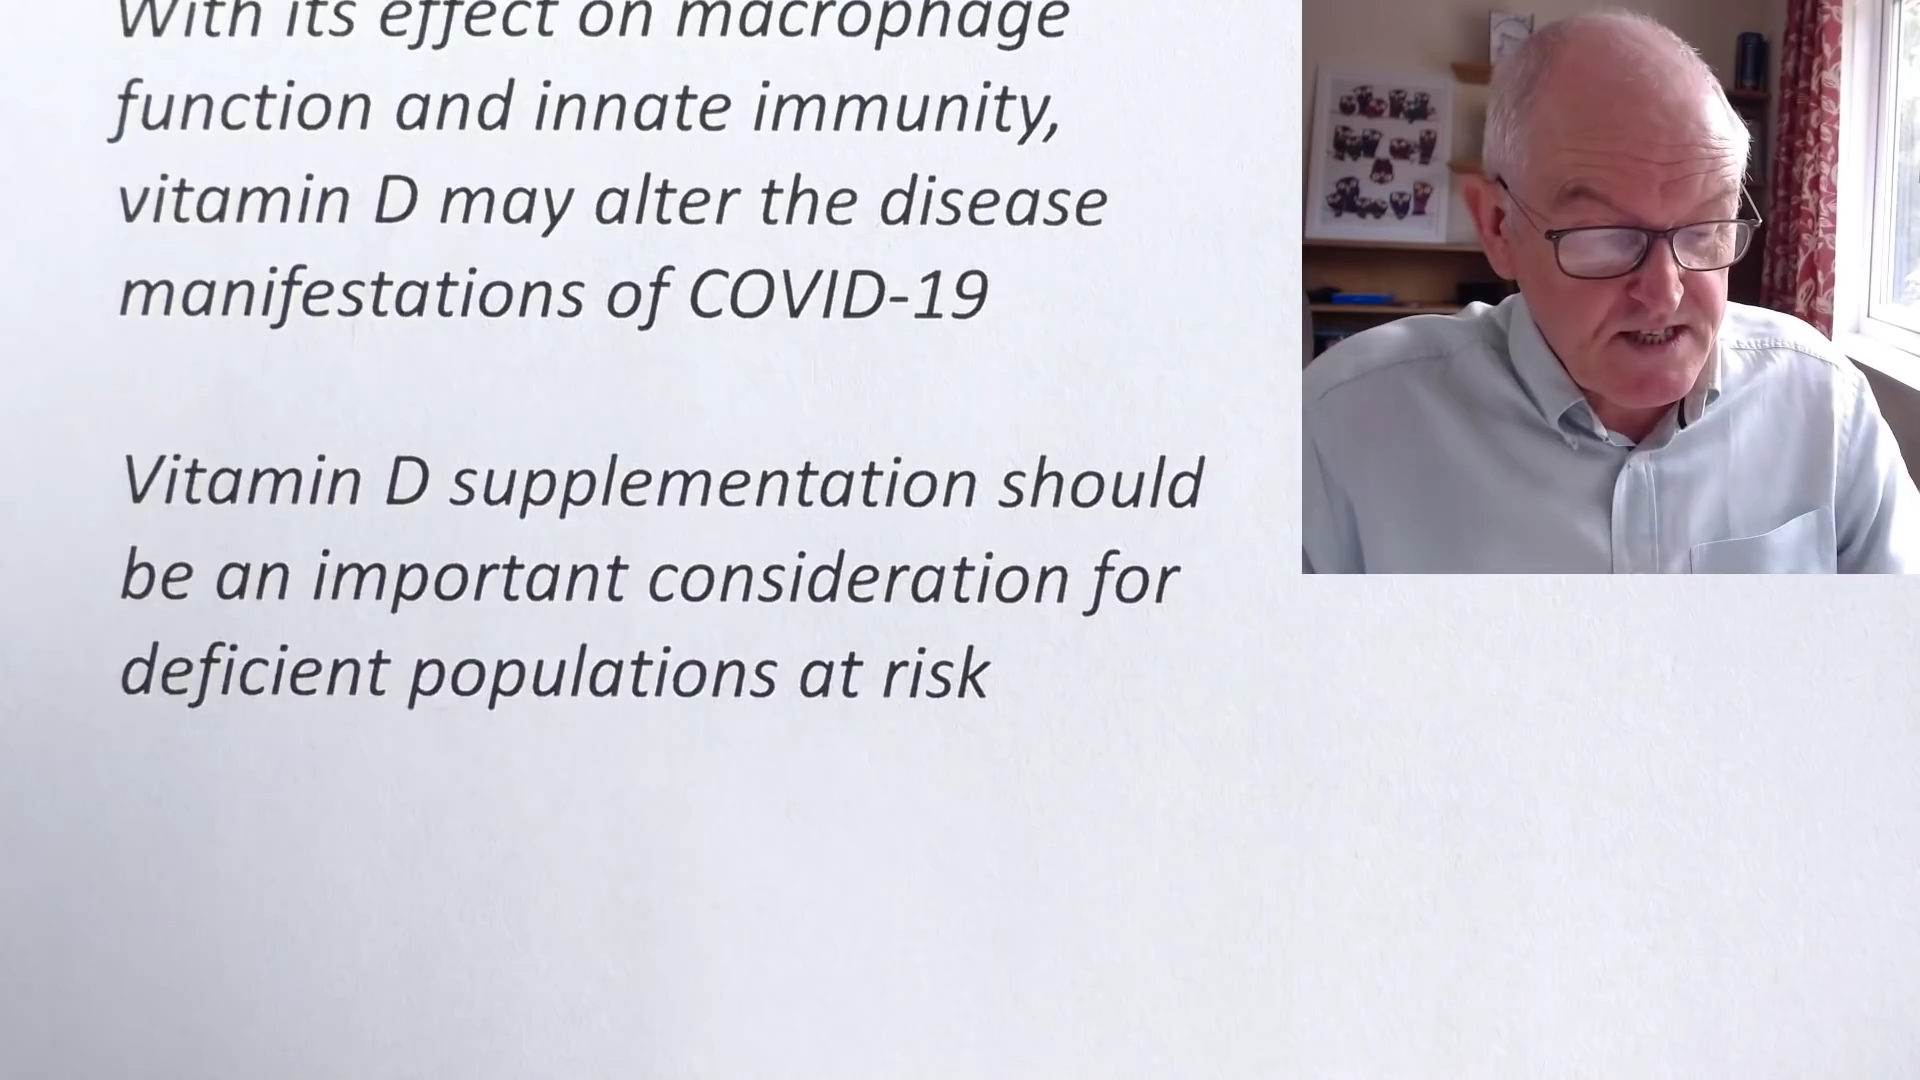 With its effect on macrophage
function and innate immunity,
vitamin D may alter the disease
manifestations of COVID-19
Vitamin D supplementation should
be an important consideration for
deficient populations at risk